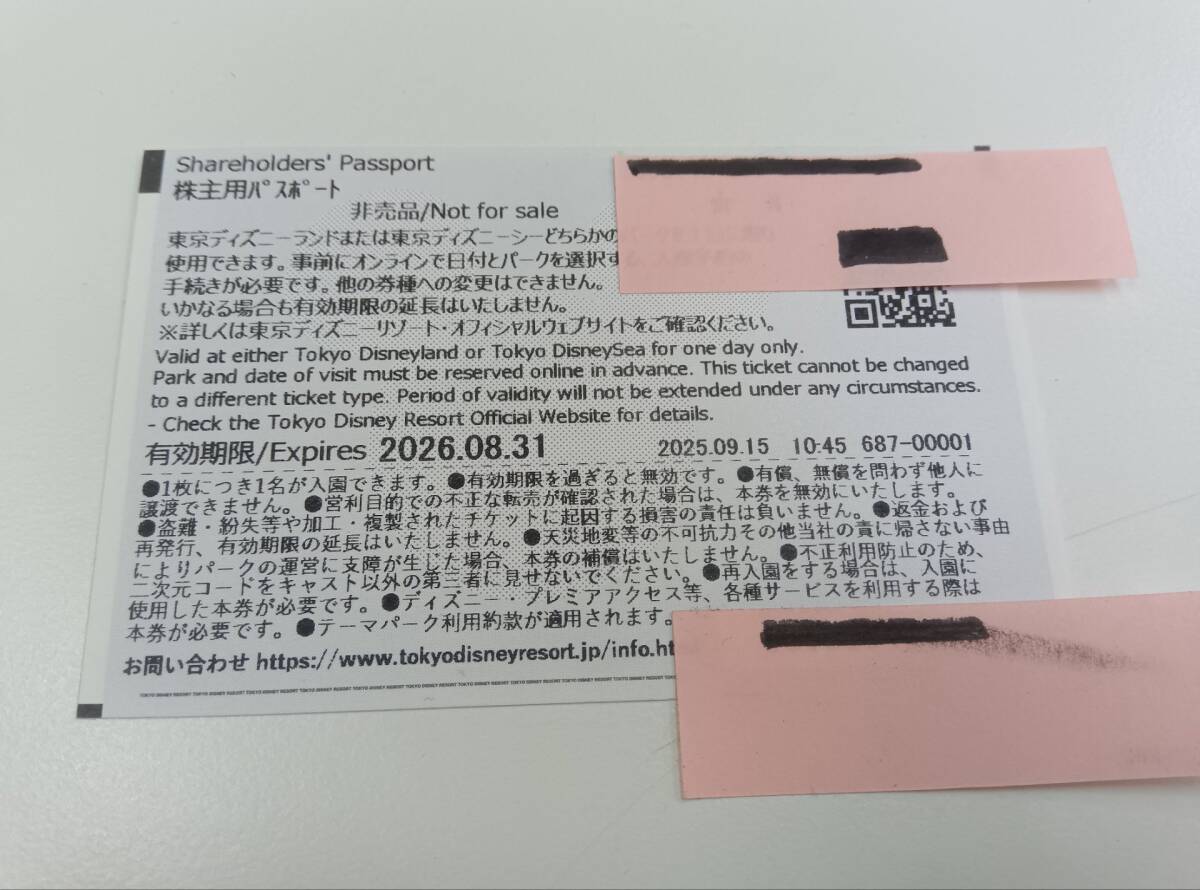 Shareholders' Passport
株主用ﾊﾟｽﾎﾟｰﾄ
非売品/Not for sale
東京ディズニーランドまたは東京ディズニーシーどちらかの
使用できます。事前にオンラインで日付とパークを選択す
手続きが必要です。他の券種への変更はできません。
いかなる場合も有効期限の延長はいたしません。
※詳しくは東京ディズニーリゾート・オフィシャルウェブサイトをご確認ください。
Valid at either Tokyo Disneyland or Tokyo DisneySea for one day only.
Park and date of visit must be reserved online in advance. This ticket cannot be changed
to a different ticket type. Period of validity will not be extended under any circumstances.
- Check the Tokyo Disney Resort Official Website for details.
有効期限/Expires 2026.08.31 2025.09.15 10:45 687-00001
●1枚につき1名が入園できます。●有効期限を過ぎると無効です。●有償、無償を問わず他人に
譲渡できません。●営利目的での不正な転売が確認された場合は、本券を無効にいたします。
●盗難・紛失等や加工・複製されたチケットに起因する損害の責任は負いません。●返金および
再発行、有効期限の延長はいたしません。●天災地変等の不可抗力その他当社の責に帰さない事由
によりパークの運営に支障が生じた場合、本券の補償はいたしません。●不正利用防止のため、
二次元コードをキャスト以外の第三者に見せないでください。●再入園をする場合は、入園に
使用した本券が必要です。●ディズニー・プレミアアクセス等、各種サービスを利用する際は
本券が必要です。●テーマパーク利用約款が適用されます。
お問い合わせ https://www.tokyodisneyresort.jp/info.ht
TOKYO DISNEY RESORT TOKYO DISNEY RESORT TOKYO DISNEY RESORT TOKYO DISNEY RESORT TOKYO DISNEY RESORT TOKYO DISNEY RESORT TOKYO DISNEY RESORT